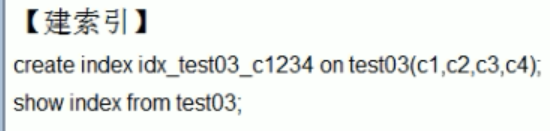 【建索引】
create index idx_test03_c1234 on test03(c1,c2,c3,c4);
show index from test03;